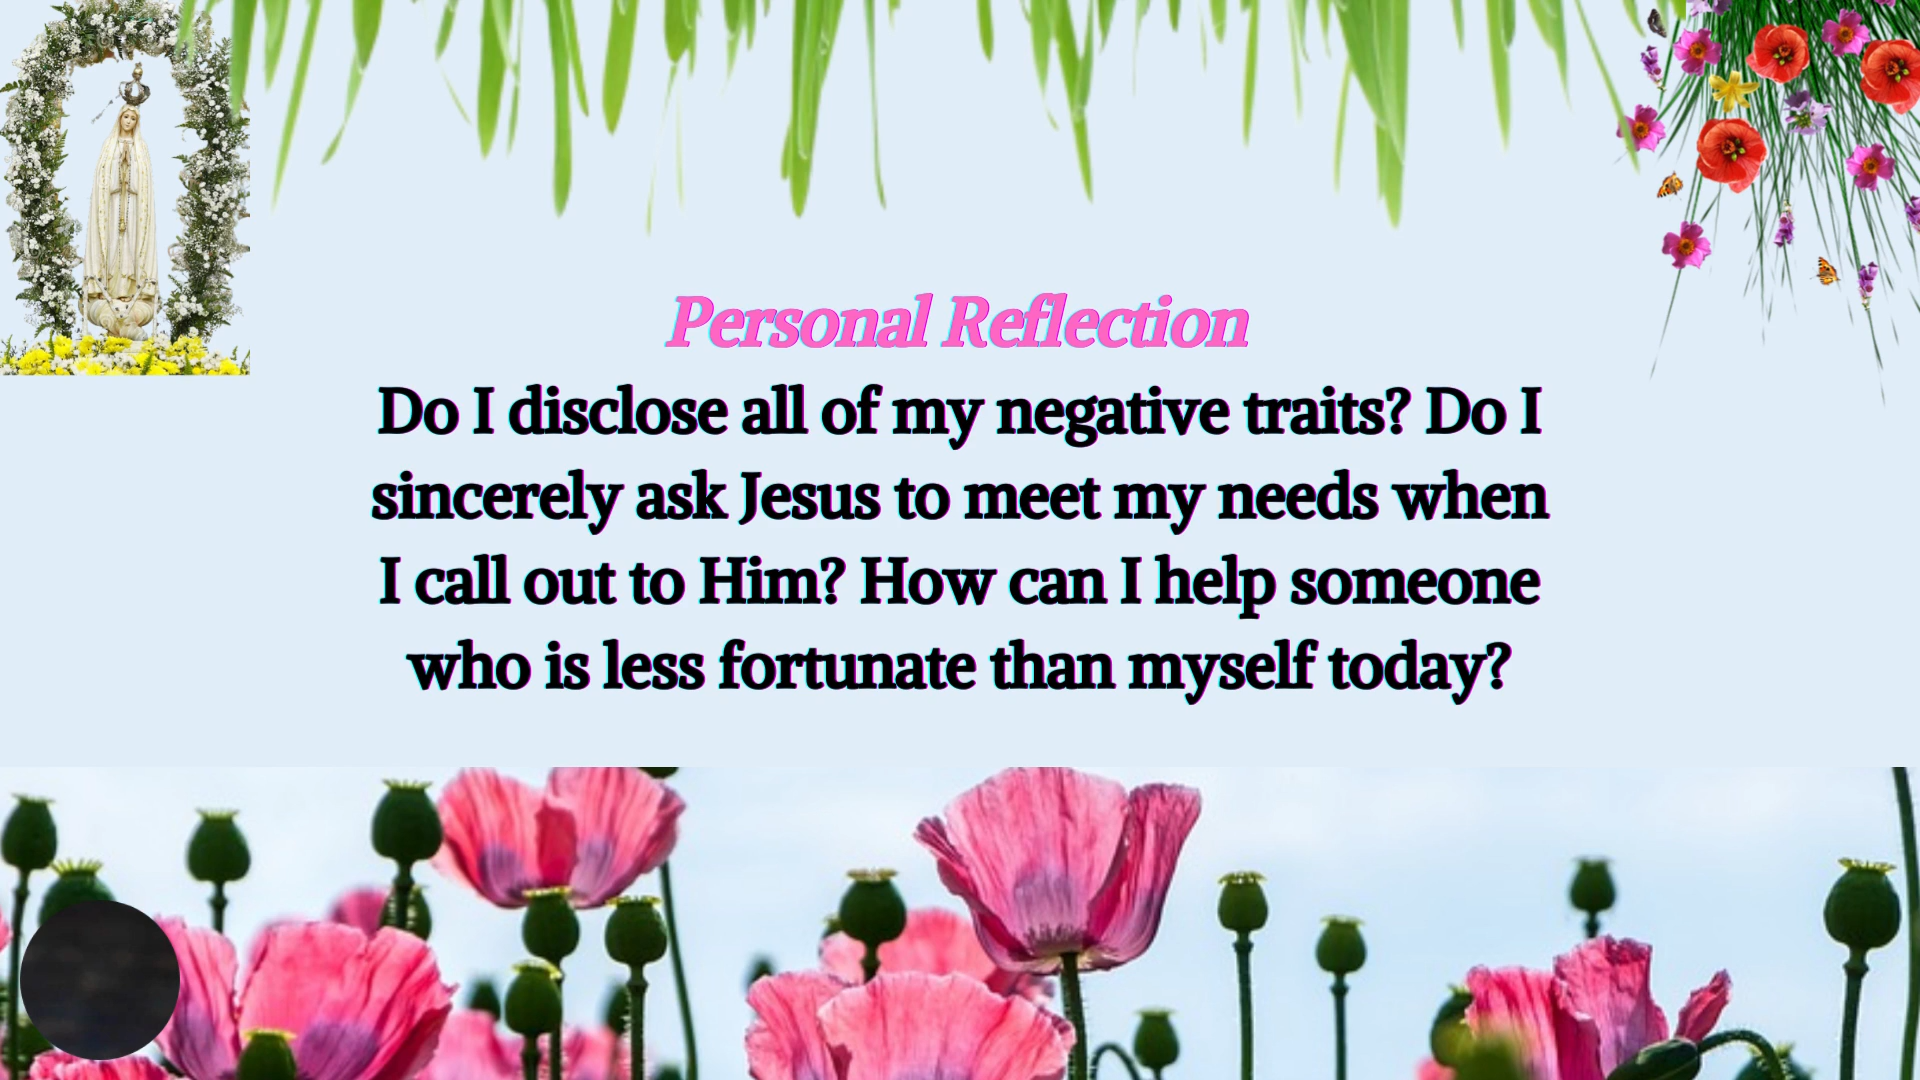 Personal Reflection
Do I disclose all of my negative traits? Do I
sincerely ask Jesus to meet my needs when
I call out to Him? How can I help someone
who is less fortunate than myself today?